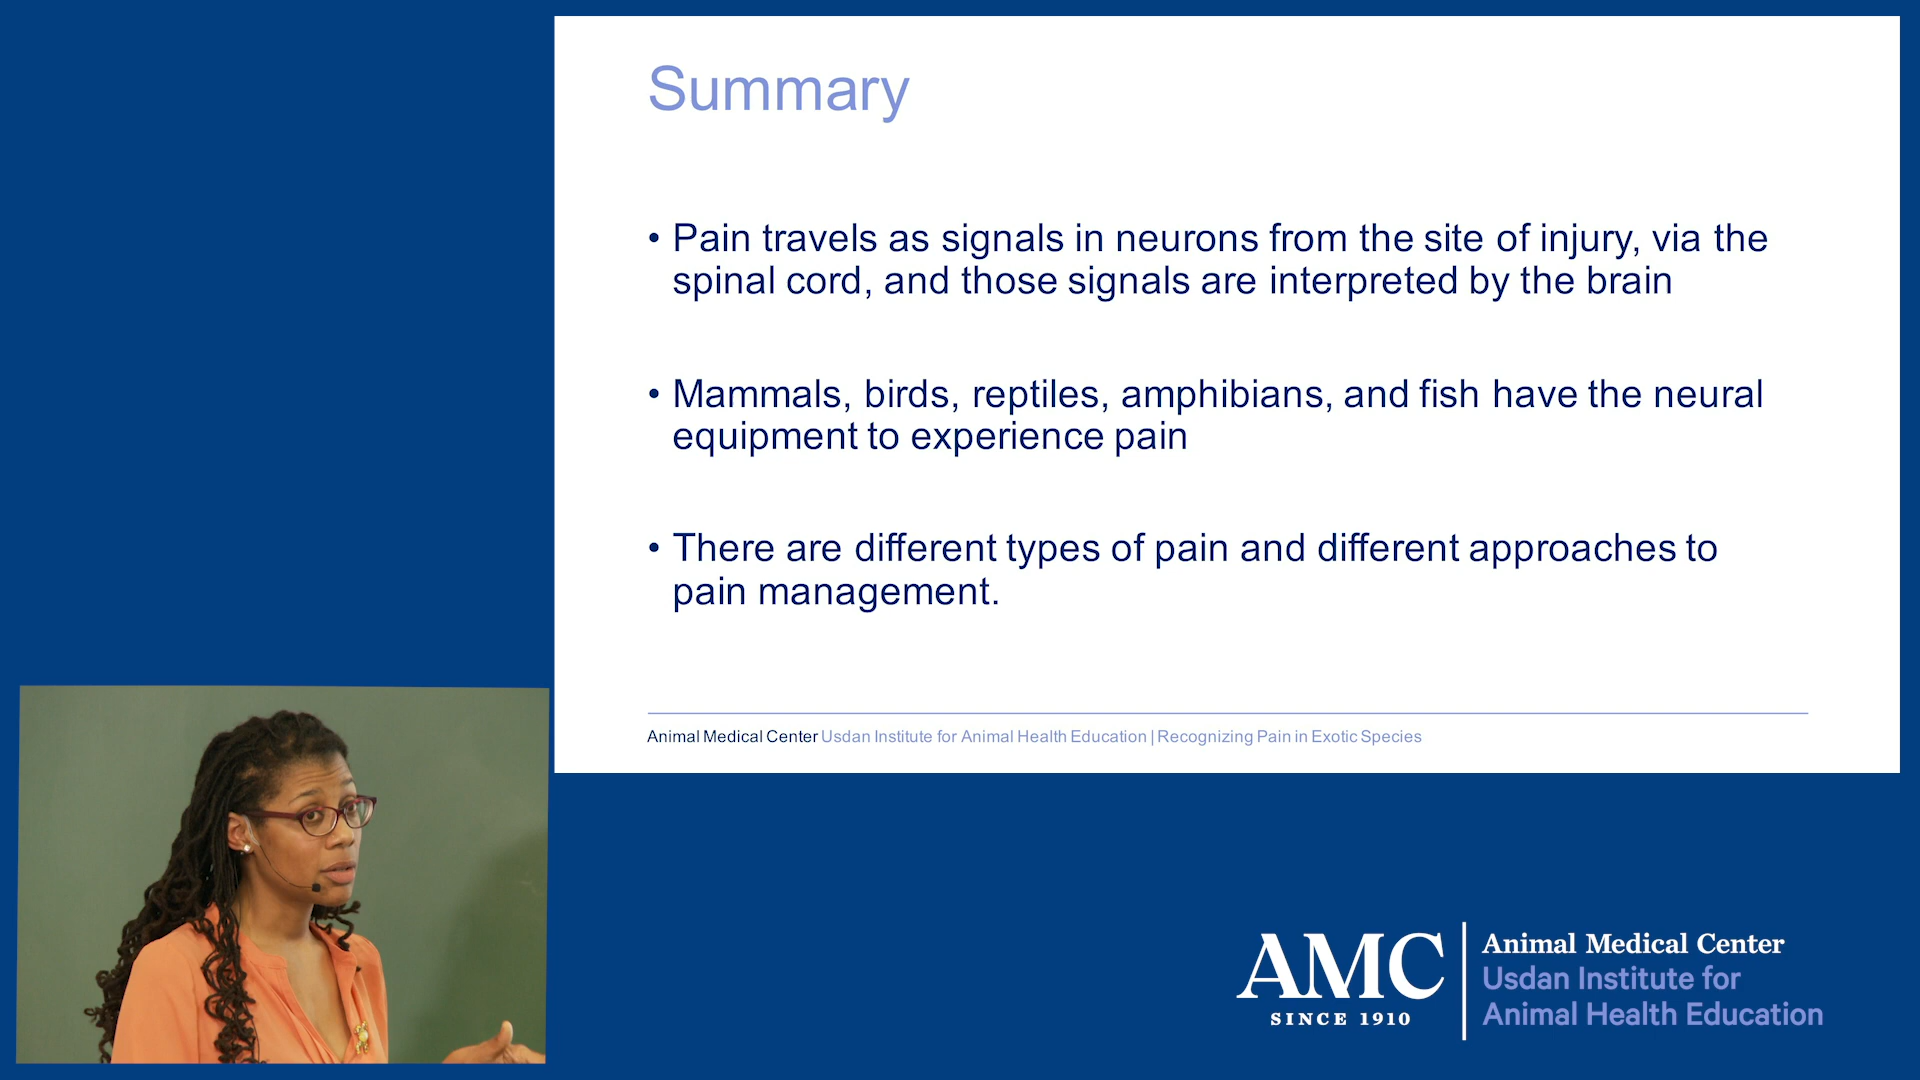 Summary
• Pain travels as signals in neurons from the site of injury, via the
spinal cord, and those signals are interpreted by the brain
• Mammals, birds, reptiles, amphibians, and fish have the neural
equipment to experience pain
• There are different types of pain and different approaches to
pain management.
Animal Medical Center Usdan Institute for Animal Health Education | Recognizing Pain in Exotic Species
AMC
SINCE 1910
Animal Medical Center
Usdan Institute for
Animal Health Education